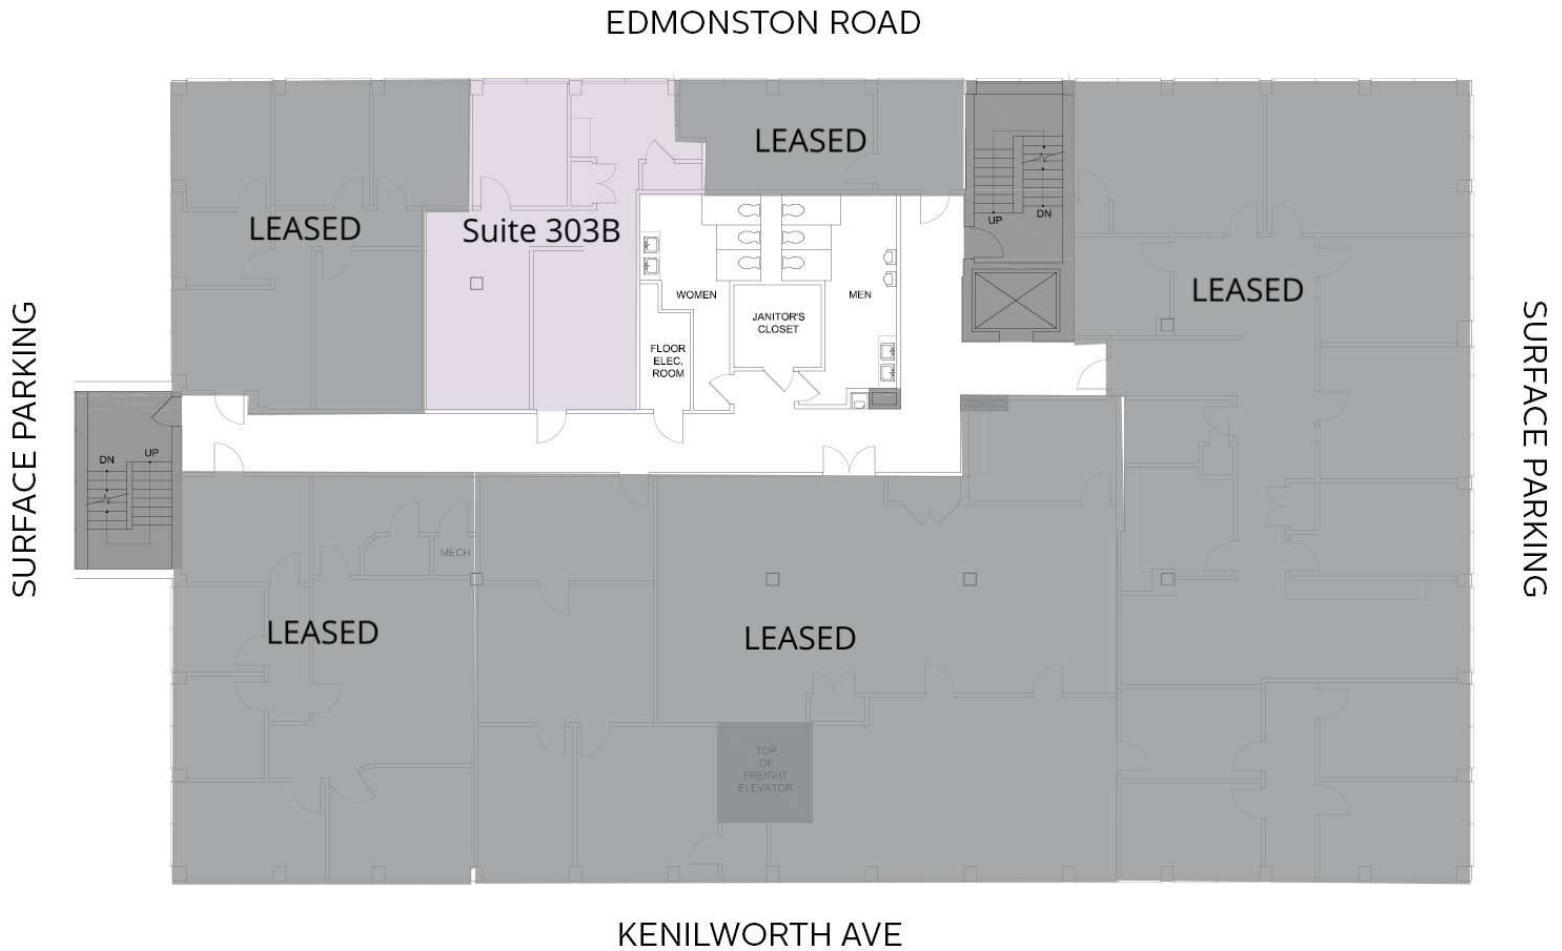 EDMONSTON ROAD
LEASED
LEASED
Suite 303B
UP
DN
LEASED
WOMEN
MEN
JANITOR'S
CLOSET
FLOOR
ELEC.
ROOM
SURFACE PARKING
SURFACE PARKING
DN
UP
MECH
LEASED
LEASED
TOP
OF
FREIGHT
ELEVATOR
KENILWORTH AVE